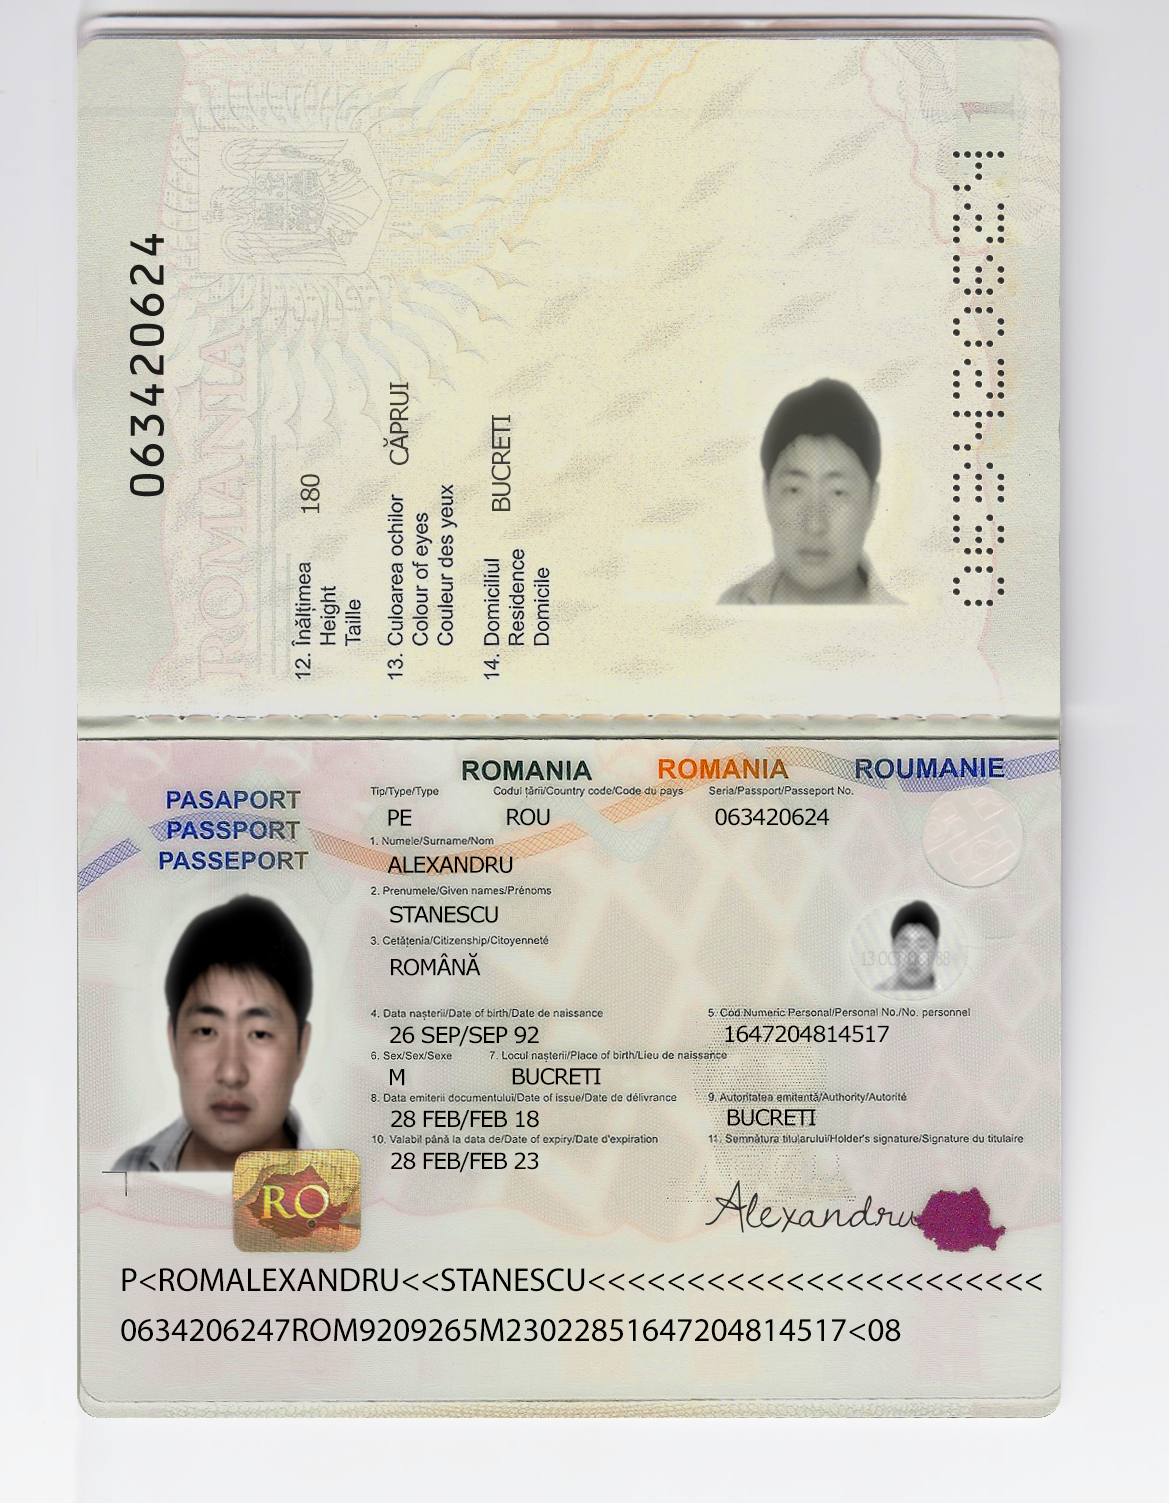 063420624
ROMANIA
12. Înălțimea 180
Height
Taille
13. Culoarea ochilor CĂPRUI
Colour of eyes
Couleur des yeux
14. Domiciliul BUCRETI
Residence
Domicile
063420624
ROMANIA ROMANIA ROUMANIE
PASAPORT
PASSPORT
PASSEPORT
Tip/Type/Type Codul țării/Country code/Code du pays Seria/Passport/Passeport No.
PE ROU 063420624
1. Numele/Surname/Nom
ALEXANDRU
2. Prenumele/Given names/Prénoms
STANESCU
3. Cetățenia/Citizenship/Citoyenneté
ROMÂNĂ
4. Data nașterii/Date of birth/Date de naissance 5. Cod Numeric Personal/Personal No./No. personnel
26 SEP/SEP 92 1647204814517
6. Sex/Sex/Sexe 7. Locul nașterii/Place of birth/Lieu de naissance
M BUCRETI
8. Data emiterii documentului/Date of issue/Date de délivrance 9. Autoritatea emitentă/Authority/Autorité
28 FEB/FEB 18 BUCRETI
10. Valabil până la data de/Date of expiry/Date d'expiration 11. Semnătura titularului/Holder's signature/Signature du titulaire
28 FEB/FEB 23
Alexandru
RO
P<ROMALEXANDRU<<STANESCU<<<<<<<<<<<<<<<<<<<<<<<
0634206247ROM9209265M23022851647204814517<08